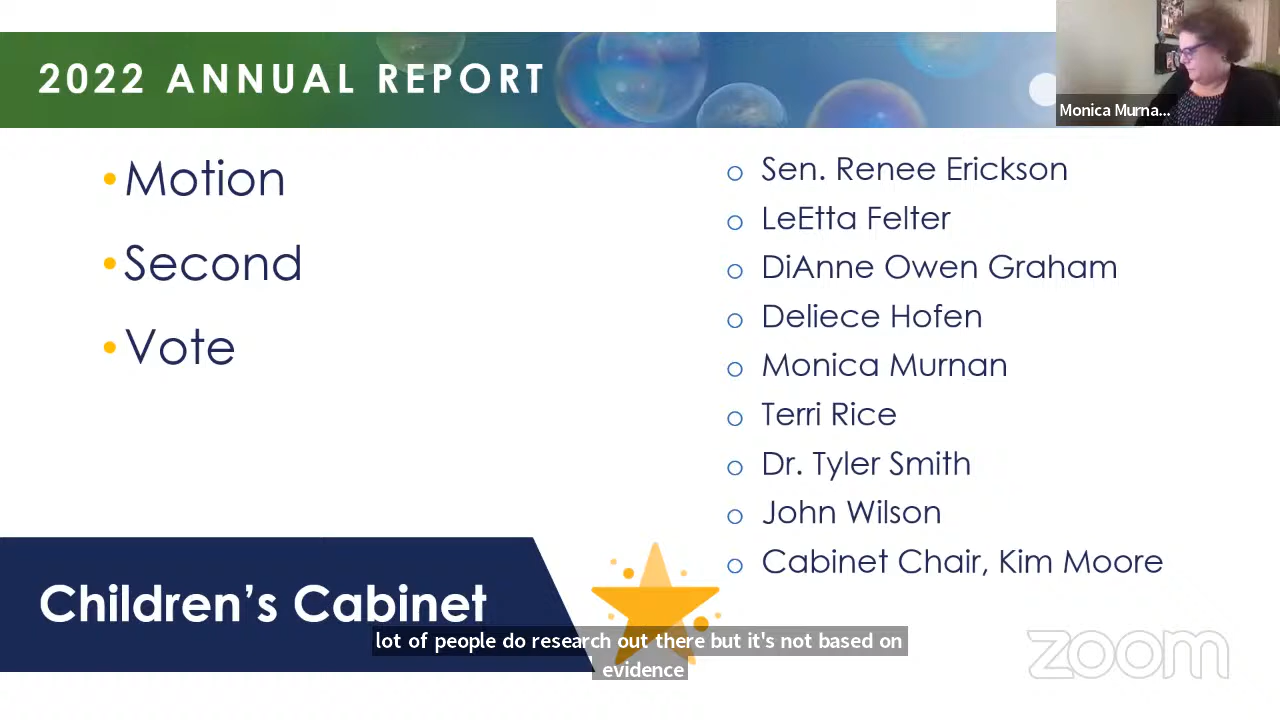 2022 ANNUAL REPORT
Monica Murna...
•Motion
•Second
•Vote
o Sen. Renee Erickson
o LeEtta Felter
o DiAnne Owen Graham
o Deliece Hofen
o Monica Murnan
o Terri Rice
o Dr. Tyler Smith
o John Wilson
o Cabinet Chair, Kim Moore
Children's Cabinet
lot of people do research out there but it's not based on
evidence
zoom